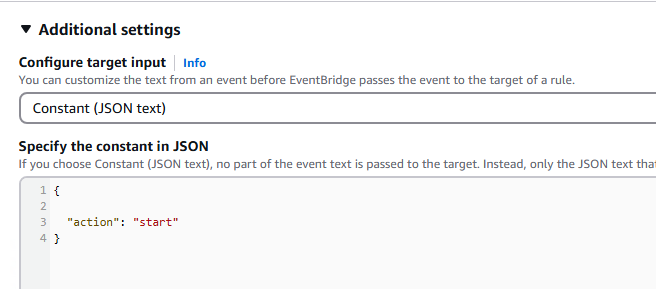 ▼ Additional settings
Configure target input Info
You can customize the text from an event before EventBridge passes the event to the target of a rule.
Constant (JSON text)
Specify the constant in JSON
If you choose Constant (JSON text), no part of the event text is passed to the target. Instead, only the JSON text tha
1 {
2
3 "action": "start"
4 }